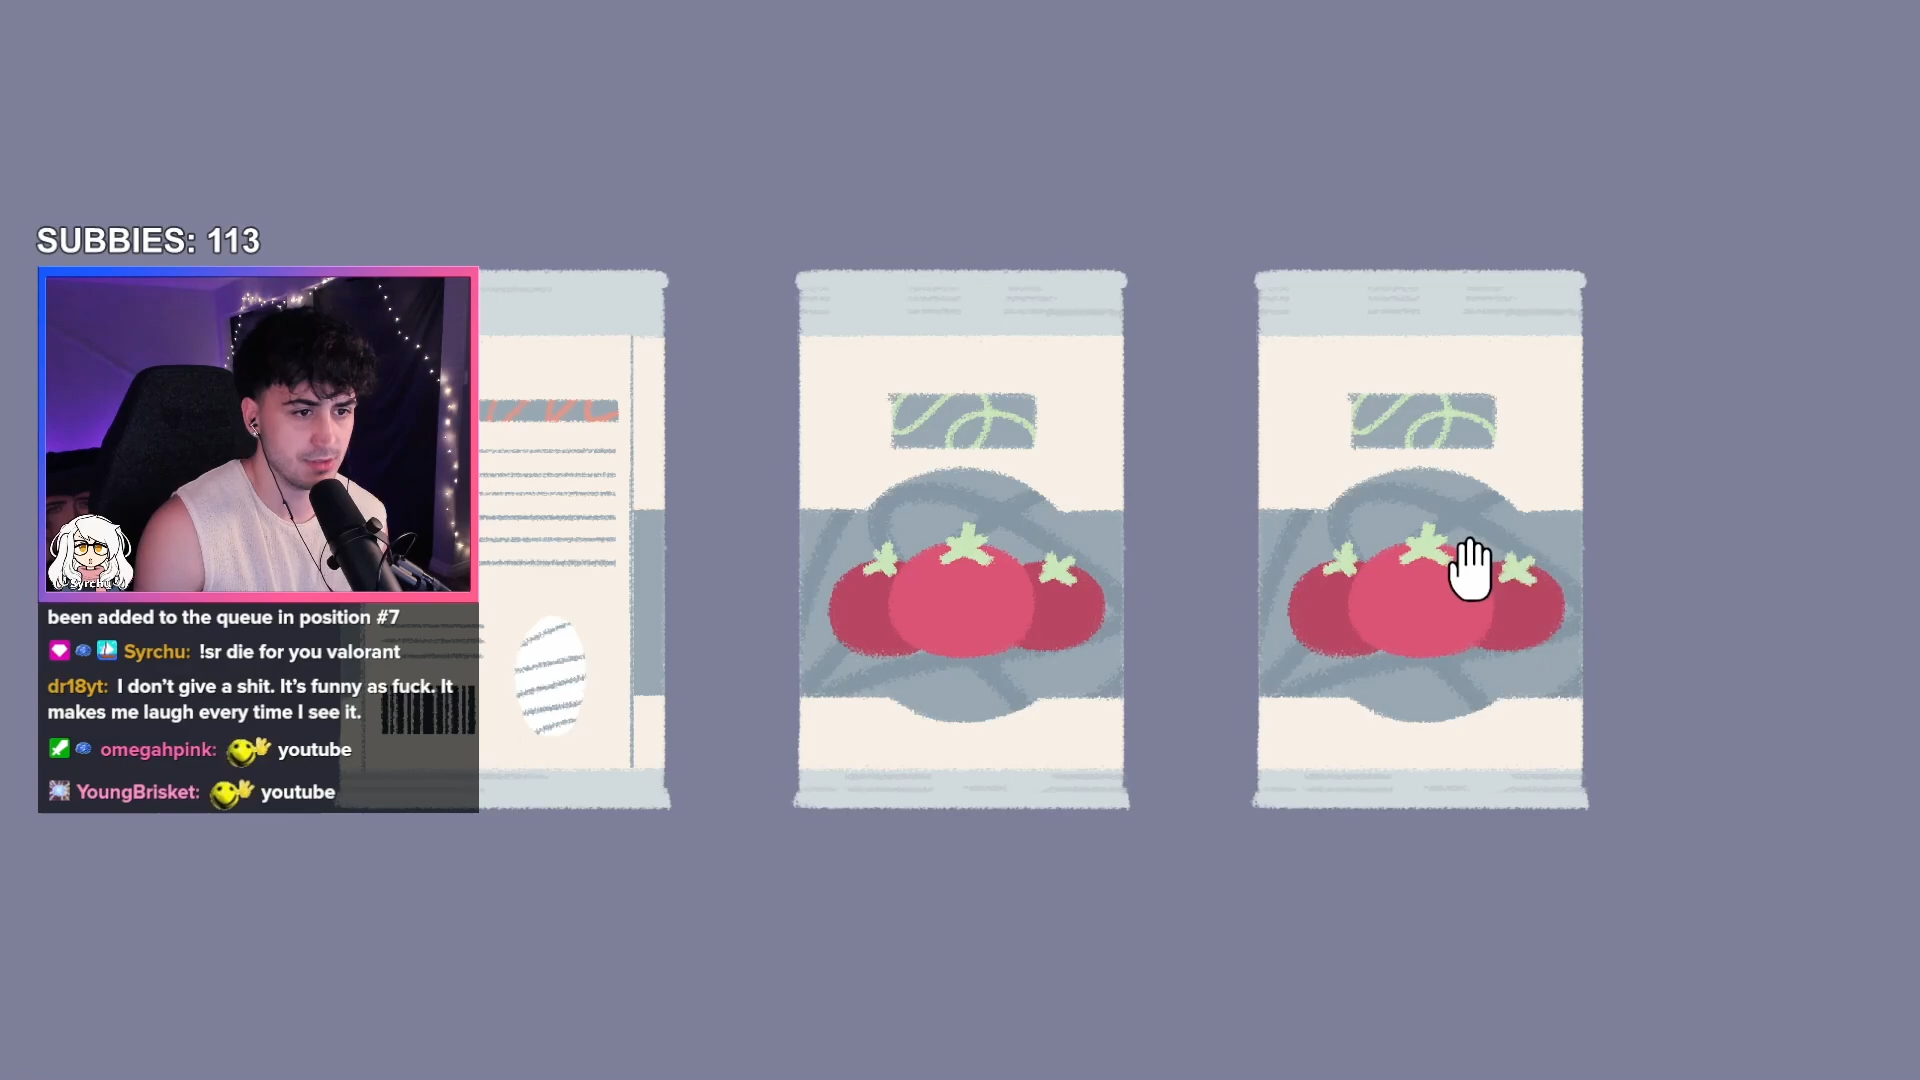 SUBBIES: 113
Syrchu
been added to the queue in position #7
Syrchu: !sr die for you valorant
dr18yt: I don't give a shit. It's funny as fuck. It
makes me laugh every time I see it.
omegahpink: youtube
YoungBrisket: youtube